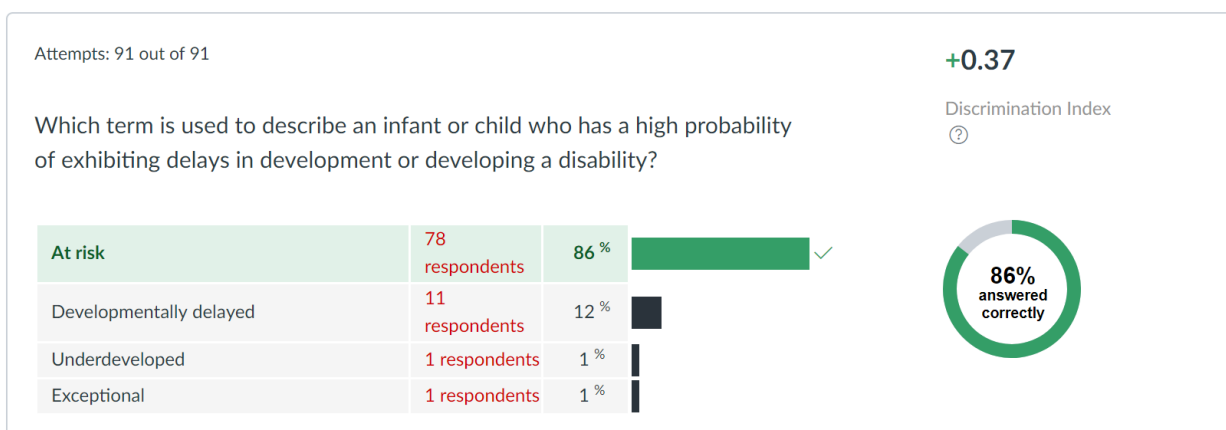 Attempts: 91 out of 91
+0.37
Discrimination Index
?
Which term is used to describe an infant or child who has a high probability
of exhibiting delays in development or developing a disability?
At risk
78
respondents
86 %
Developmentally delayed
11
respondents
12 %
Underdeveloped
1 respondents
1 %
Exceptional
1 respondents
1 %
86%
answered
correctly